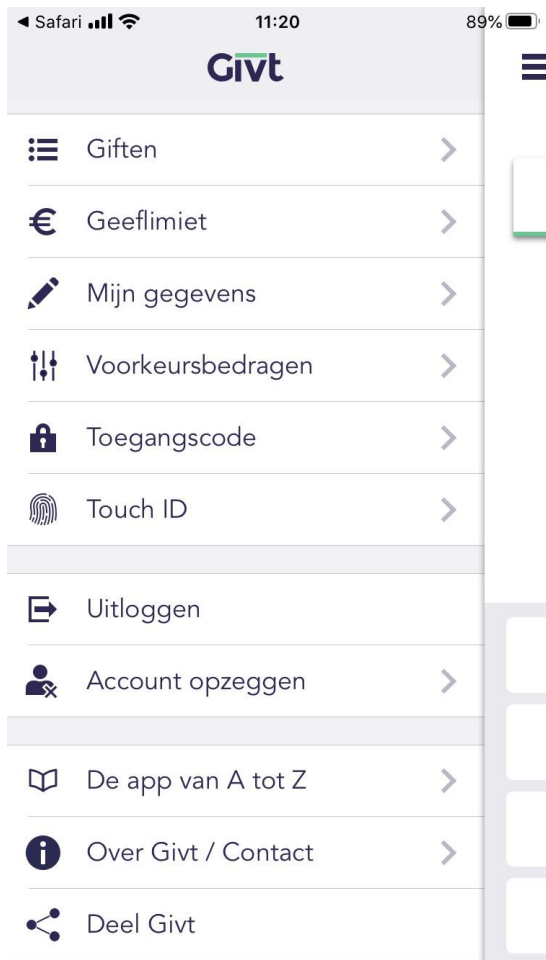 ◀ Safari
11:20
89%
Givt
Giften
Geeflimiet
Mijn gegevens
Voorkeursbedragen
Toegangscode
Touch ID
Uitloggen
Account opzeggen
De app van A tot Z
Over Givt / Contact
Deel Givt